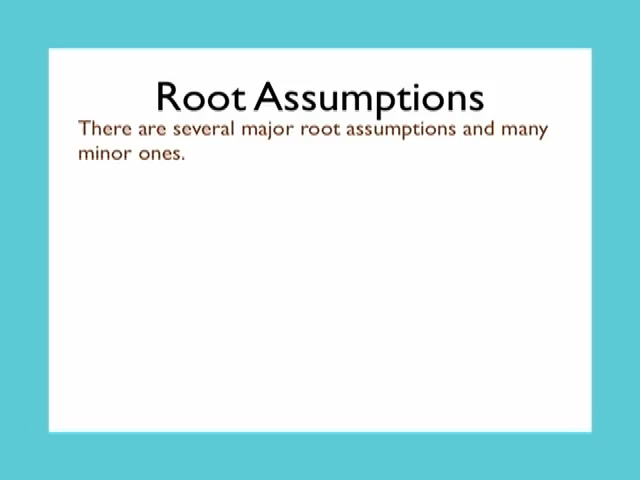 Root Assumptions
There are several major root assumptions and many
minor ones.